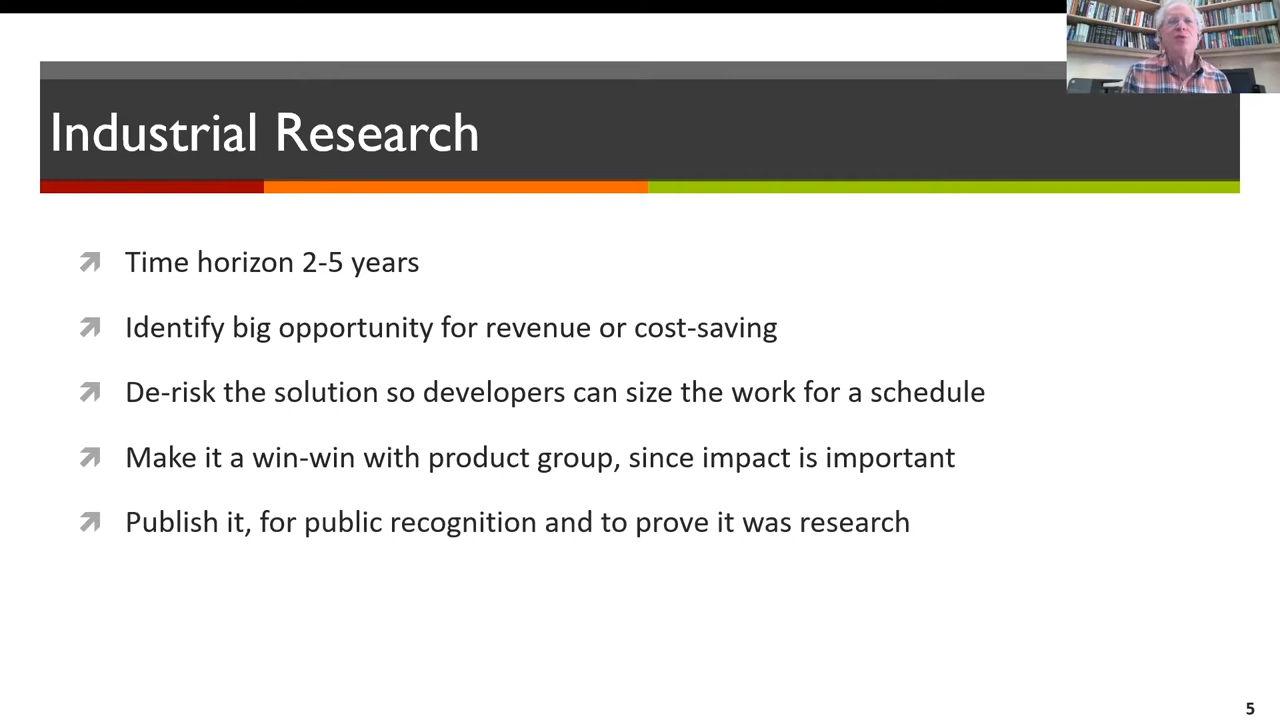 Industrial Research
Time horizon 2-5 years
Identify big opportunity for revenue or cost-saving
De-risk the solution so developers can size the work for a schedule
Make it a win-win with product group, since impact is important
Publish it, for public recognition and to prove it was research
5